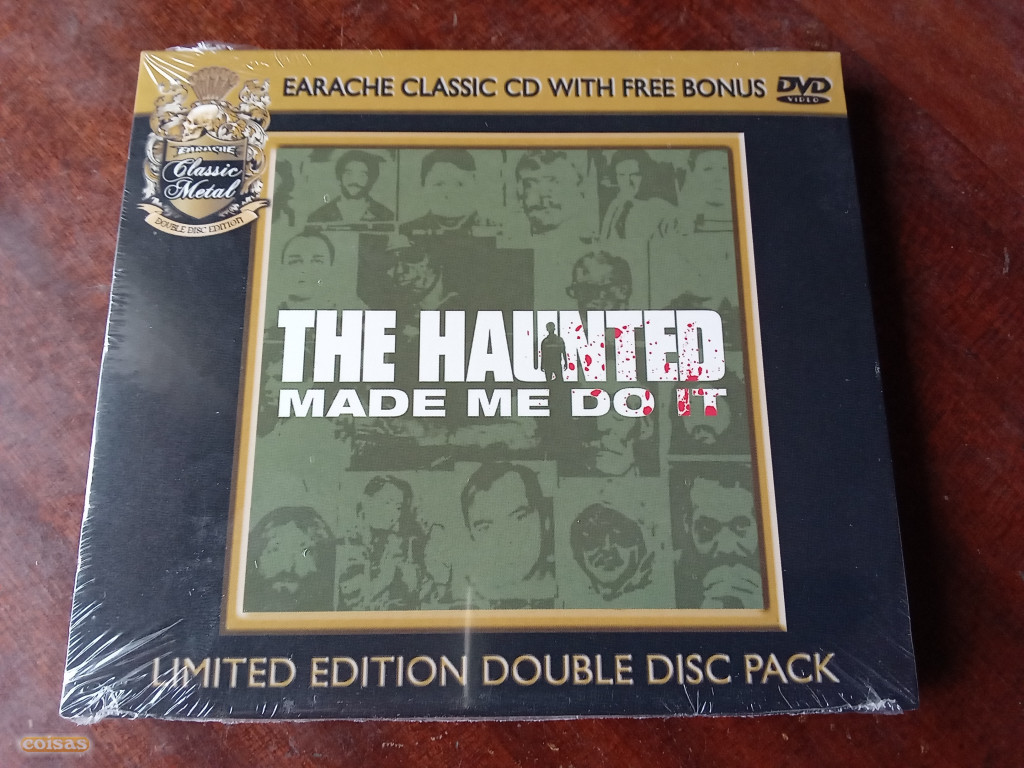 EARACHE CLASSIC CD WITH FREE BONUS DVD
VIDEO
EARACHE
Classic
Metal
DOUBLE DISC EDITION
THE HAUNTED
MADE ME DO IT
LIMITED EDITION DOUBLE DISC PACK
coisas